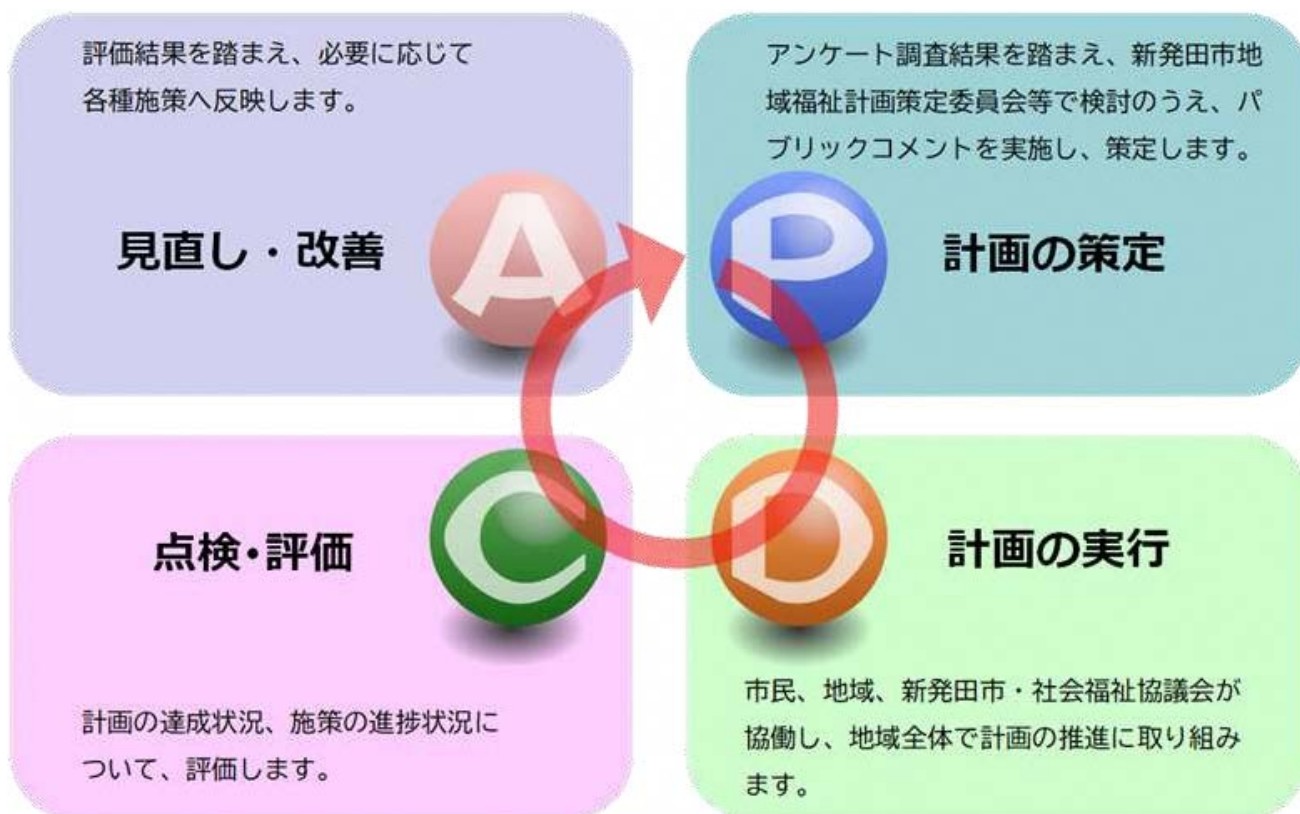 評価結果を踏まえ、必要に応じて
各種施策へ反映します。
見直し・改善
A
アンケート調査結果を踏まえ、新発田市地
域福祉計画策定委員会等で検討のうえ、パ
ブリックコメントを実施し、策定します。
P
計画の策定
点検・評価
C
計画の達成状況、施策の進捗状況に
ついて、評価します。
D
計画の実行
市民、地域、新発田市・社会福祉協議会が
協働し、地域全体で計画の推進に取り組み
ます。